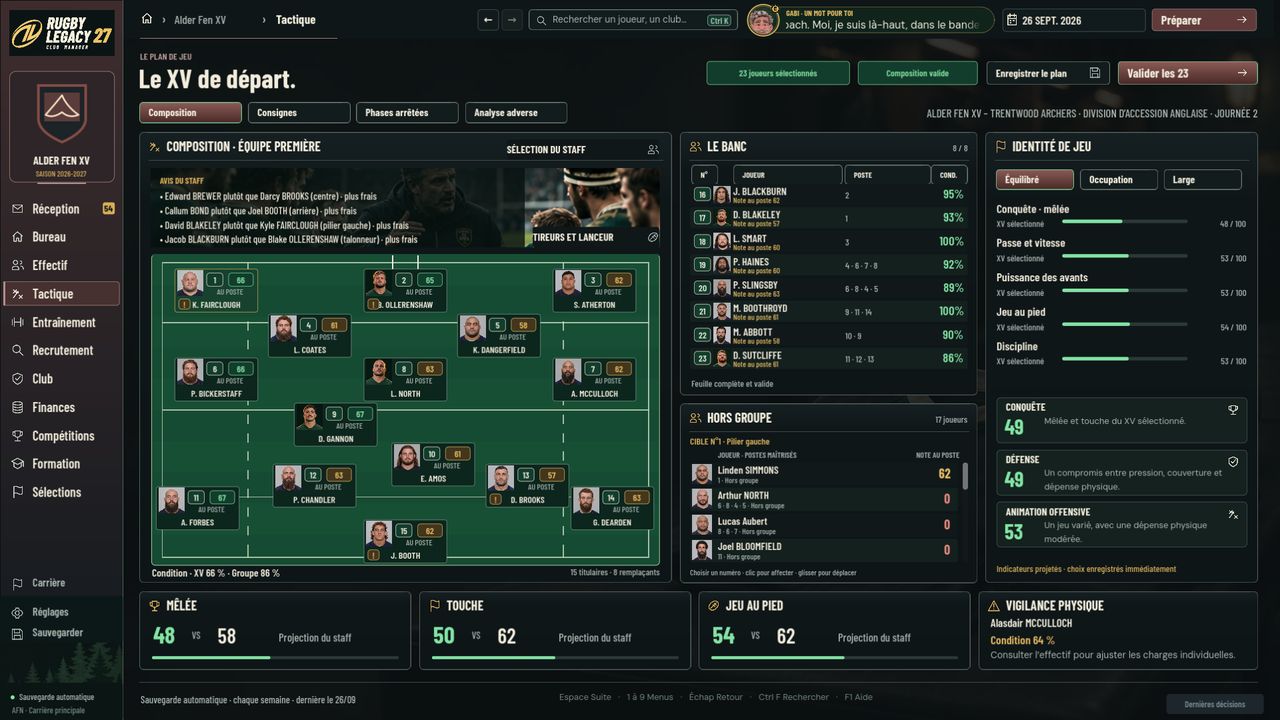 RUGBY
LEGACY 27
CLUB MANAGER
Alder Fen XV
Tactique
Rechercher un joueur, un club...
Ctrl K
GABI · UN MOT POUR TOI
oach. Moi, je suis là-haut, dans le bande
26 SEPT. 2026
Préparer
LE PLAN DE JEU
Le XV de départ.
23 joueurs sélectionnés
Composition valide
Enregistrer le plan
Valider les 23
Composition
Consignes
Phases arrêtées
Analyse adverse
ALDER FEN XV – TRENTWOOD ARCHERS · DIVISION D'ACCESSION ANGLAISE · JOURNÉE 2
ALDER FEN XV
SAISON 2026-2027
Réception
54
Bureau
Effectif
Tactique
Entraînement
Recrutement
Club
Finances
Compétitions
Formation
Sélections
Carrière
Réglages
Sauvegarder
Sauvegarde automatique
AFN · Carrière principale
COMPOSITION · ÉQUIPE PREMIÈRE
SÉLECTION DU STAFF
AVIS DU STAFF
• Edward BREWER plutôt que Darcy BROOKS (centre) · plus frais
• Callum BOND plutôt que Joel BOOTH (arrière) · plus frais
• David BLAKELEY plutôt que Kyle FAIRCLOUGH (pilier gauche) · plus frais
• Jacob BLACKBURN plutôt que Blake OLLERENSHAW (talonneur) · plus frais
TIREURS ET LANCEUR
1 66
AU POSTE
! K. FAIRCLOUGH
2 65
AU POSTE
! B. OLLERENSHAW
3 62
AU POSTE
S. ATHERTON
4 61
AU POSTE
L. COATES
5 58
AU POSTE
K. DANGERFIELD
6 66
AU POSTE
P. BICKERSTAFF
8 63
AU POSTE
L. NORTH
7 62
AU POSTE
A. MCCULLOCH
9 67
AU POSTE
D. GANNON
10 61
AU POSTE
E. AMOS
12 63
AU POSTE
P. CHANDLER
13 57
AU POSTE
! D. BROOKS
11 67
AU POSTE
A. FORBES
14 63
AU POSTE
G. DEARDEN
15 62
AU POSTE
! J. BOOTH
Condition · XV 66 % · Groupe 86 %
15 titulaires · 8 remplaçants
LE BANC
8 / 8
N° JOUEUR POSTE COND.
16 J. BLACKBURN 2 95%
Note au poste 62
17 D. BLAKELEY 1 93%
Note au poste 57
18 L. SMART 3 100%
Note au poste 60
19 P. HAINES 4 · 6 · 7 · 8 92%
Note au poste 60
20 P. SLINGSBY 6 · 8 · 4 · 5 89%
Note au poste 63
21 M. BOOTHROYD 9 · 11 · 14 100%
Note au poste 61
22 M. ABBOTT 10 · 9 90%
Note au poste 58
23 D. SUTCLIFFE 11 · 12 · 13 86%
Note au poste 61
Feuille complète et valide
HORS GROUPE
17 joueurs
CIBLE N°1 · Pilier gauche
JOUEUR · POSTES MAÎTRISÉS NOTE AU POSTE
Linden SIMMONS 62
1 · Hors groupe
Arthur NORTH 0
6 · 8 · 4 · 5 · Hors groupe
Lucas Aubert 0
8 · 6 · 7 · Hors groupe
Joel BLOOMFIELD 0
11 · Hors groupe
Choisir un numéro · clic pour affecter · glisser pour déplacer
IDENTITÉ DE JEU
Équilibré
Occupation
Large
Conquête · mêlée
XV sélectionné 48 / 100
Passe et vitesse
XV sélectionné 53 / 100
Puissance des avants
XV sélectionné 53 / 100
Jeu au pied
XV sélectionné 54 / 100
Discipline
XV sélectionné 53 / 100
CONQUÊTE
49 Mêlée et touche du XV sélectionné.
DÉFENSE
49 Un compromis entre pression, couverture et
dépense physique.
ANIMATION OFFENSIVE
53 Un jeu varié, avec une dépense physique
modérée.
Indicateurs projetés · choix enregistrés immédiatement
MÊLÉE
48 VS 58 Projection du staff
TOUCHE
50 VS 62 Projection du staff
JEU AU PIED
54 VS 62 Projection du staff
VIGILANCE PHYSIQUE
Alasdair MCCULLOCH
Condition 64 %
Consulter l'effectif pour ajuster les charges individuelles.
Sauvegarde automatique · chaque semaine · dernière le 26/09
Espace Suite · 1 à 9 Menus · Échap Retour · Ctrl F Rechercher · F1 Aide
Dernières décisions